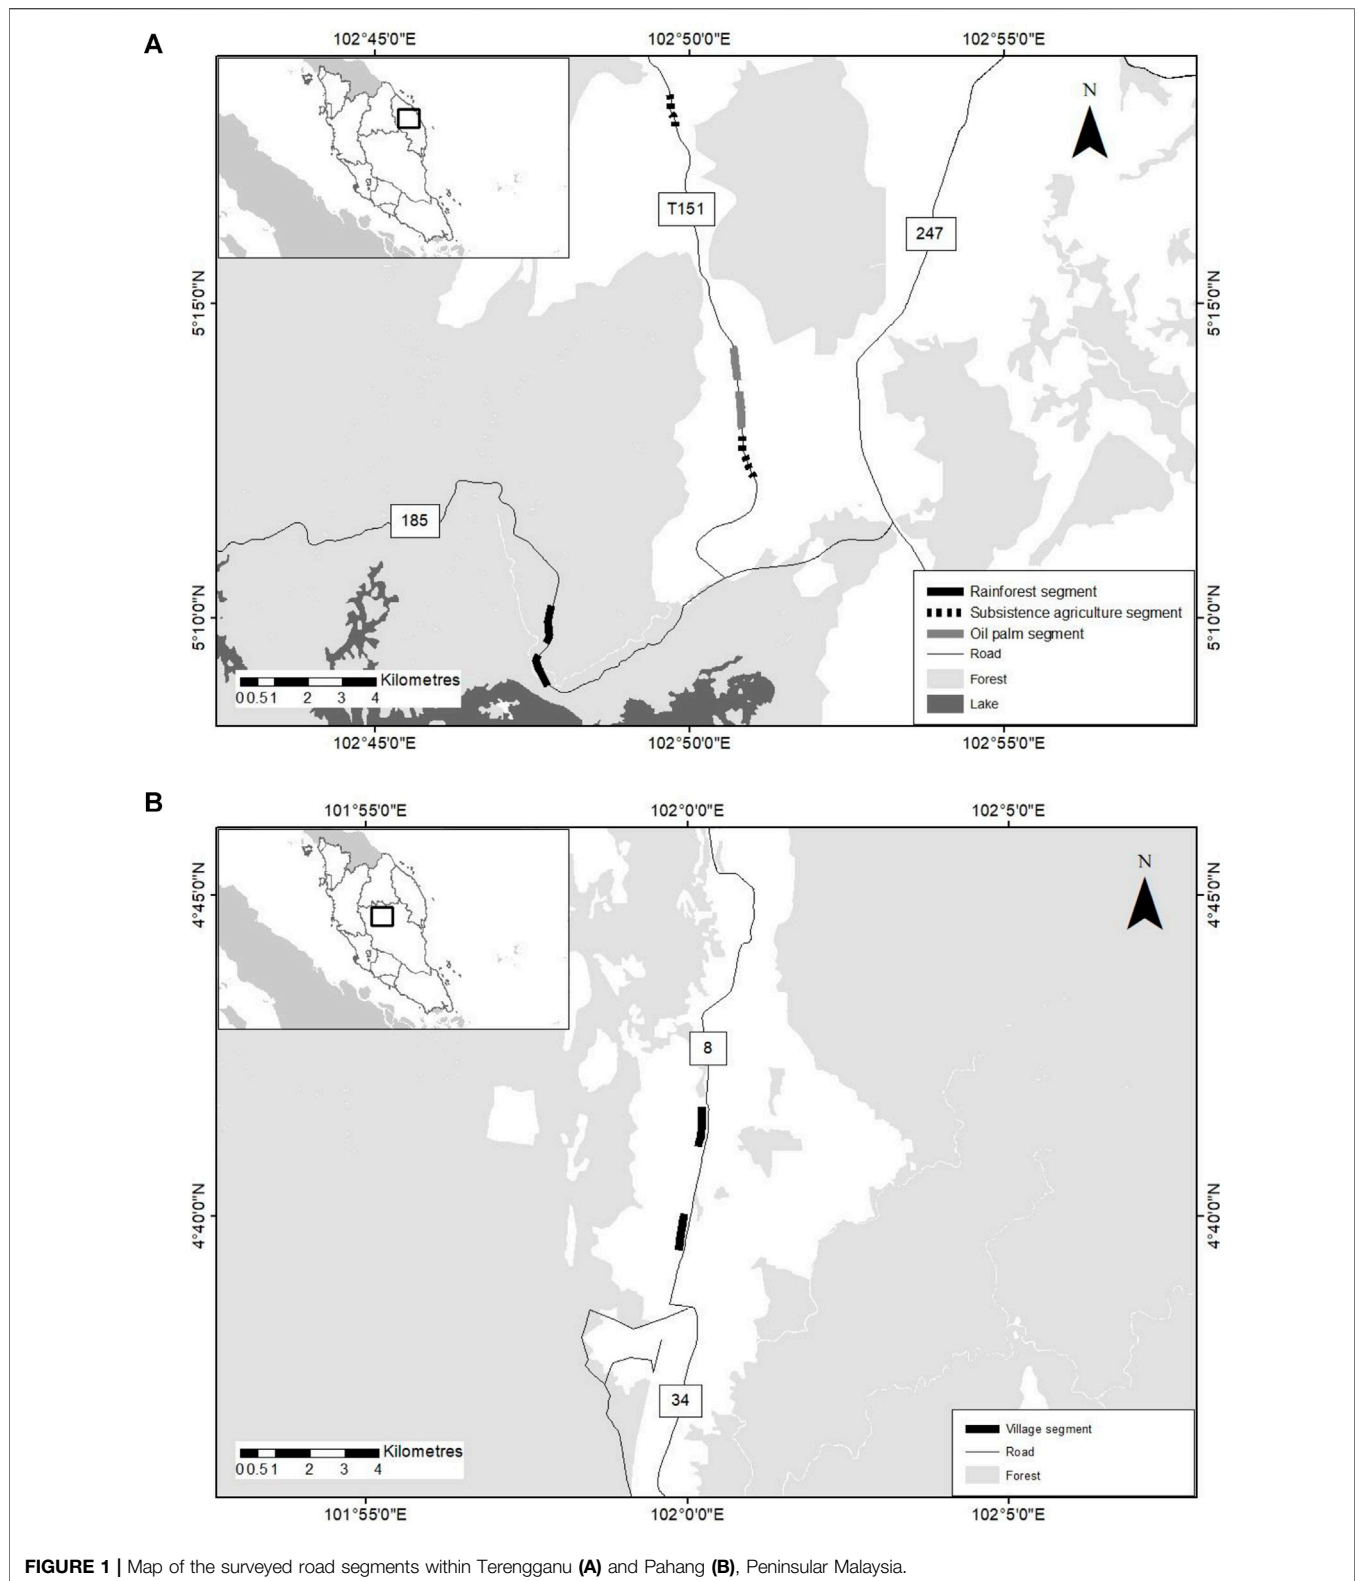 A
102°45'0"E 102°50'0"E 102°55'0"E
N
T151
247
5°15'0"N 5°15'0"N
185
5°10'0"N 5°10'0"N
Rainforest segment
Subsistence agriculture segment
Oil palm segment
Road
Forest
Lake
Kilometres
0 0.5 1 2 3 4
102°45'0"E 102°50'0"E 102°55'0"E
B
101°55'0"E 102°0'0"E 102°5'0"E
N
4°45'0"N 4°45'0"N
8
4°40'0"N 4°40'0"N
34
Village segment
Road
Forest
Kilometres
0 0.5 1 2 3 4
101°55'0"E 102°0'0"E 102°5'0"E
FIGURE 1 | Map of the surveyed road segments within Terengganu (A) and Pahang (B), Peninsular Malaysia.